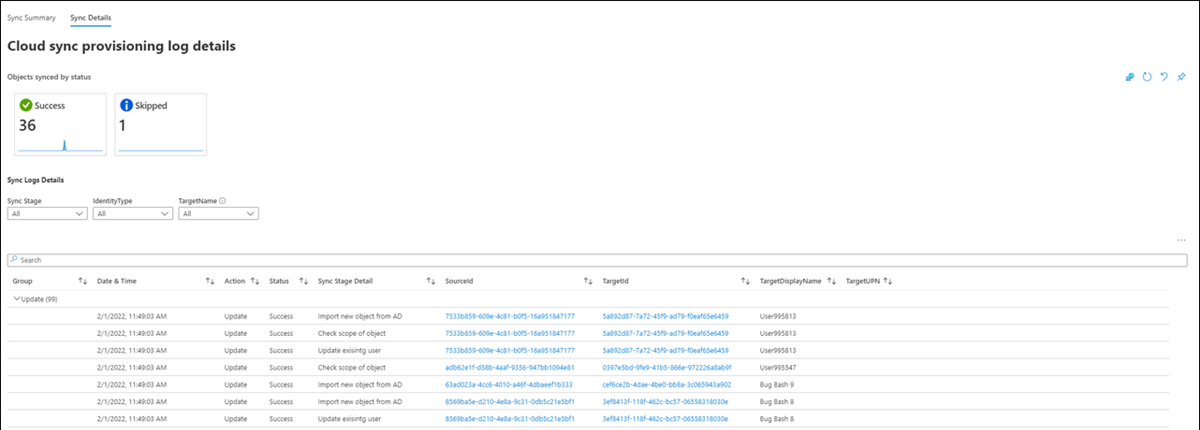 Sync Summary Sync Details
Cloud sync provisioning log details
Objects synced by status
Success Skipped
36 1
Sync Logs Details
Sync Stage IdentityType TargetName
All All All
Search
Group Date & Time Action Status Sync Stage Detail SourceId TargetId TargetDisplayName TargetUPN
Update (99)
2/1/2022, 11:49:03 AM Update Success Import new object from AD 7533b859-609e-4c81-b0f5-16a951847177 5a892d87-7a72-45f9-ad79-f0eaf65e6459 User995813
2/1/2022, 11:49:03 AM Update Success Check scope of object 7533b859-609e-4c81-b0f5-16a951847177 5a892d87-7a72-45f9-ad79-f0eaf65e6459 User995813
2/1/2022, 11:49:03 AM Update Success Update exisintg user 7533b859-609e-4c81-b0f5-16a951847177 5a892d87-7a72-45f9-ad79-f0eaf65e6459 User995813
2/1/2022, 11:49:03 AM Update Success Check scope of object adb62e1f-d58b-4aaf-9356-947bb1094e81 0397e5bd-9fe9-41b5-866e-972226a8ab9f User995547
2/1/2022, 11:49:03 AM Update Success Import new object from AD 63ad023a-4cc6-4010-a46f-4dbaeef1b333 cef6ce2b-4dae-4be0-bb8a-3c065943a902 Bug Bash 9
2/1/2022, 11:49:03 AM Update Success Import new object from AD 8569ba5e-d210-4e8a-9c31-0db5c21e5bf1 3ef8413f-118f-462c-bc57-06558318030e Bug Bash 8
2/1/2022, 11:49:03 AM Update Success Update exisintg user 8569ba5e-d210-4e8a-9c31-0db5c21e5bf1 3ef8413f-118f-462c-bc57-06558318030e Bug Bash 8